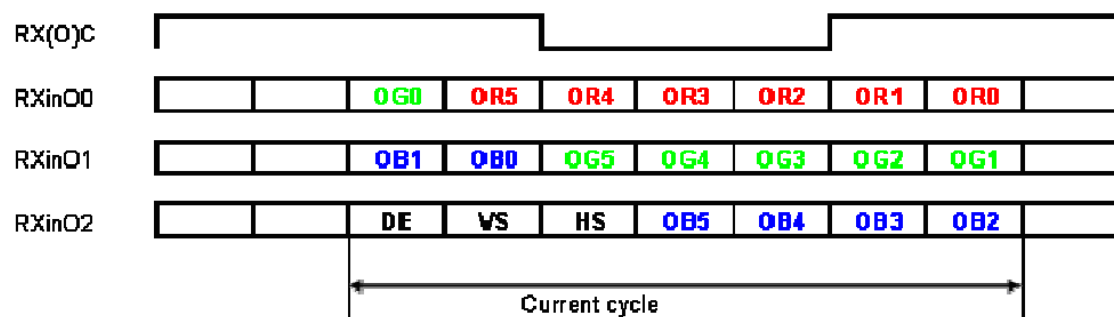 RX(O)C
RXinO0 OG0 OR5 OR4 OR3 OR2 OR1 OR0
RXinO1 OB1 OB0 OG5 OG4 OG3 OG2 OG1
RXinO2 DE VS HS OB5 OB4 OB3 OB2
Current cycle